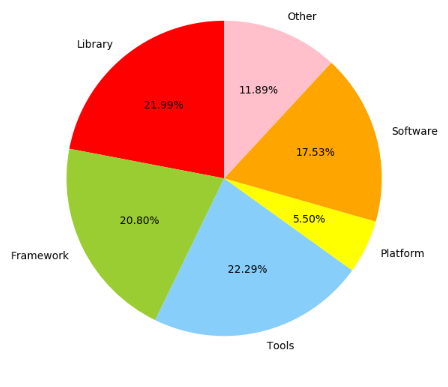 Other
Library
11.89%
21.99%
Software
17.53%
5.50%
20.80%
Platform
Framework
22.29%
Tools